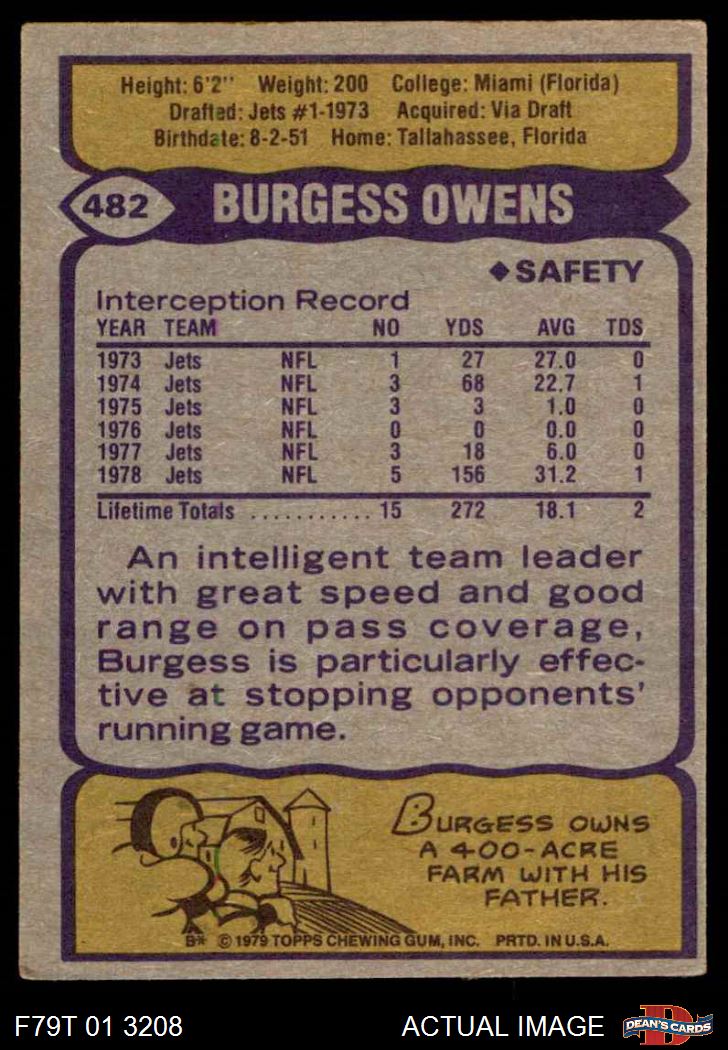 Height: 6'2" Weight: 200 College: Miami (Florida)
Drafted: Jets #1-1973 Acquired: Via Draft
Birthdate: 8-2-51 Home: Tallahassee, Florida
482 BURGESS OWENS
◆SAFETY
Interception Record
YEAR TEAM NO YDS AVG TDS
1973 Jets NFL 1 27 27.0 0
1974 Jets NFL 3 68 22.7 1
1975 Jets NFL 3 3 1.0 0
1976 Jets NFL 0 0 0.0 0
1977 Jets NFL 3 18 6.0 0
1978 Jets NFL 5 156 31.2 1
Lifetime Totals ........... 15 272 18.1 2
An intelligent team leader
with great speed and good
range on pass coverage,
Burgess is particularly effec-
tive at stopping opponents'
running game.
BURGESS OWNS
A 400-ACRE
FARM WITH HIS
FATHER.
B* © 1979 TOPPS CHEWING GUM, INC. PRTD. IN U.S.A.
F79T 01 3208 ACTUAL IMAGE D DEAN'S CARDS